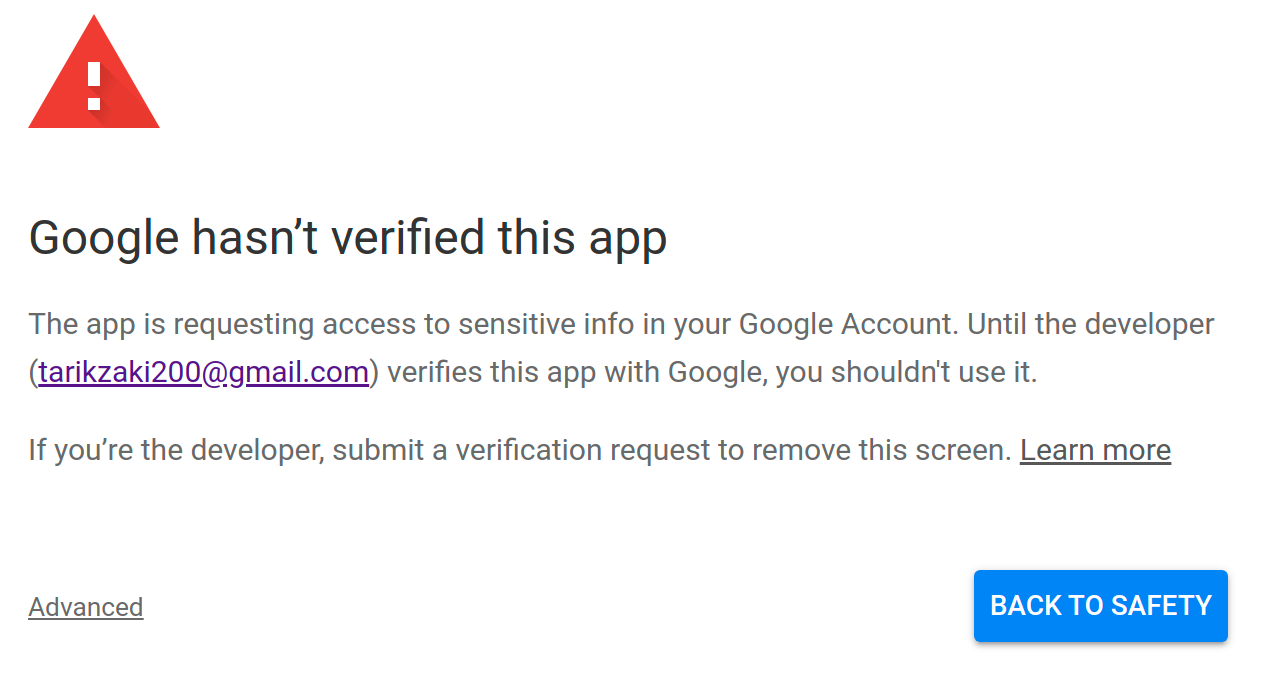 Google hasn’t verified this app
The app is requesting access to sensitive info in your Google Account. Until the developer
(tarikzaki200@gmail.com) verifies this app with Google, you shouldn't use it.
If you’re the developer, submit a verification request to remove this screen. Learn more
Advanced
BACK TO SAFETY